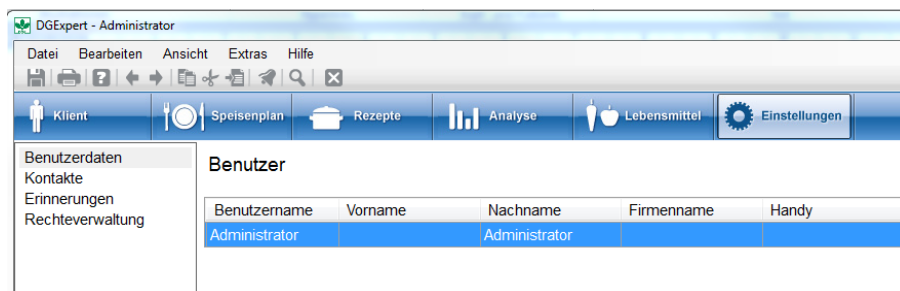 DGExpert - Administrator
Datei Bearbeiten Ansicht Extras Hilfe
Klient Speisenplan Rezepte Analyse Lebensmittel Einstellungen
Benutzerdaten
Kontakte
Erinnerungen
Rechteverwaltung
Benutzer
Benutzername Vorname Nachname Firmenname Handy
Administrator Administrator